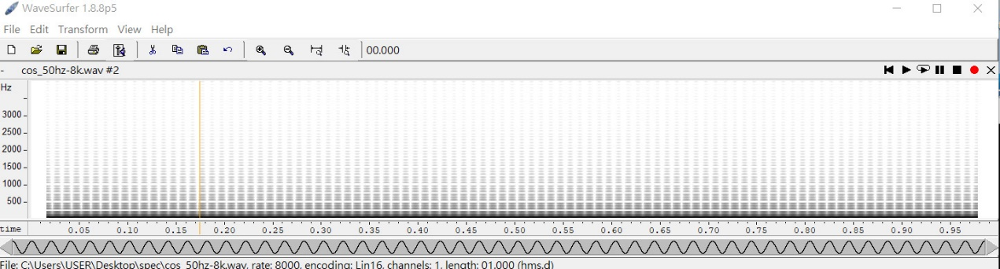 WaveSurfer 1.8.8p5
File Edit Transform View Help
00.000
- cos_50hz-8k.wav #2
Hz
3000
2500
2000
1500
1000
500
time 0.05 0.10 0.15 0.20 0.25 0.30 0.35 0.40 0.45 0.50 0.55 0.60 0.65 0.70 0.75 0.80 0.85 0.90 0.95
File: C:\Users\USER\Desktop\spec\cos_50hz-8k.wav, rate: 8000, encoding: Lin16, channels: 1, length: 01.000 (hms.d)